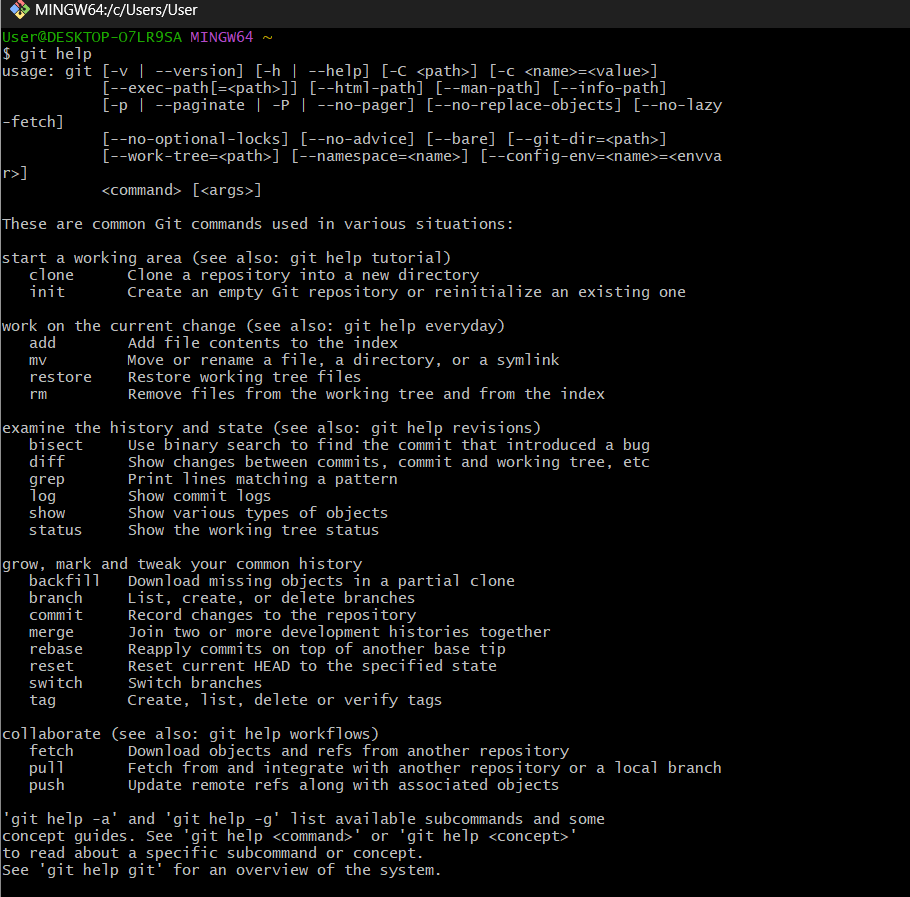 MINGW64:/c/Users/User
User@DESKTOP-O7LR9SA MINGW64 ~
$ git help
usage: git [-v | --version] [-h | --help] [-C <path>] [-c <name>=<value>]
           [--exec-path[=<path>]] [--html-path] [--man-path] [--info-path]
           [-p | --paginate | -P | --no-pager] [--no-replace-objects] [--no-lazy
-fetch]
           [--no-optional-locks] [--no-advice] [--bare] [--git-dir=<path>]
           [--work-tree=<path>] [--namespace=<name>] [--config-env=<name>=<envva
r>]
           <command> [<args>]

These are common Git commands used in various situations:

start a working area (see also: git help tutorial)
   clone      Clone a repository into a new directory
   init       Create an empty Git repository or reinitialize an existing one

work on the current change (see also: git help everyday)
   add        Add file contents to the index
   mv         Move or rename a file, a directory, or a symlink
   restore    Restore working tree files
   rm         Remove files from the working tree and from the index

examine the history and state (see also: git help revisions)
   bisect     Use binary search to find the commit that introduced a bug
   diff       Show changes between commits, commit and working tree, etc
   grep       Print lines matching a pattern
   log        Show commit logs
   show       Show various types of objects
   status     Show the working tree status

grow, mark and tweak your common history
   backfill   Download missing objects in a partial clone
   branch     List, create, or delete branches
   commit     Record changes to the repository
   merge      Join two or more development histories together
   rebase     Reapply commits on top of another base tip
   reset      Reset current HEAD to the specified state
   switch     Switch branches
   tag        Create, list, delete or verify tags

collaborate (see also: git help workflows)
   fetch      Download objects and refs from another repository
   pull       Fetch from and integrate with another repository or a local branch
   push       Update remote refs along with associated objects

'git help -a' and 'git help -g' list available subcommands and some
concept guides. See 'git help <command>' or 'git help <concept>'
to read about a specific subcommand or concept.
See 'git help git' for an overview of the system.